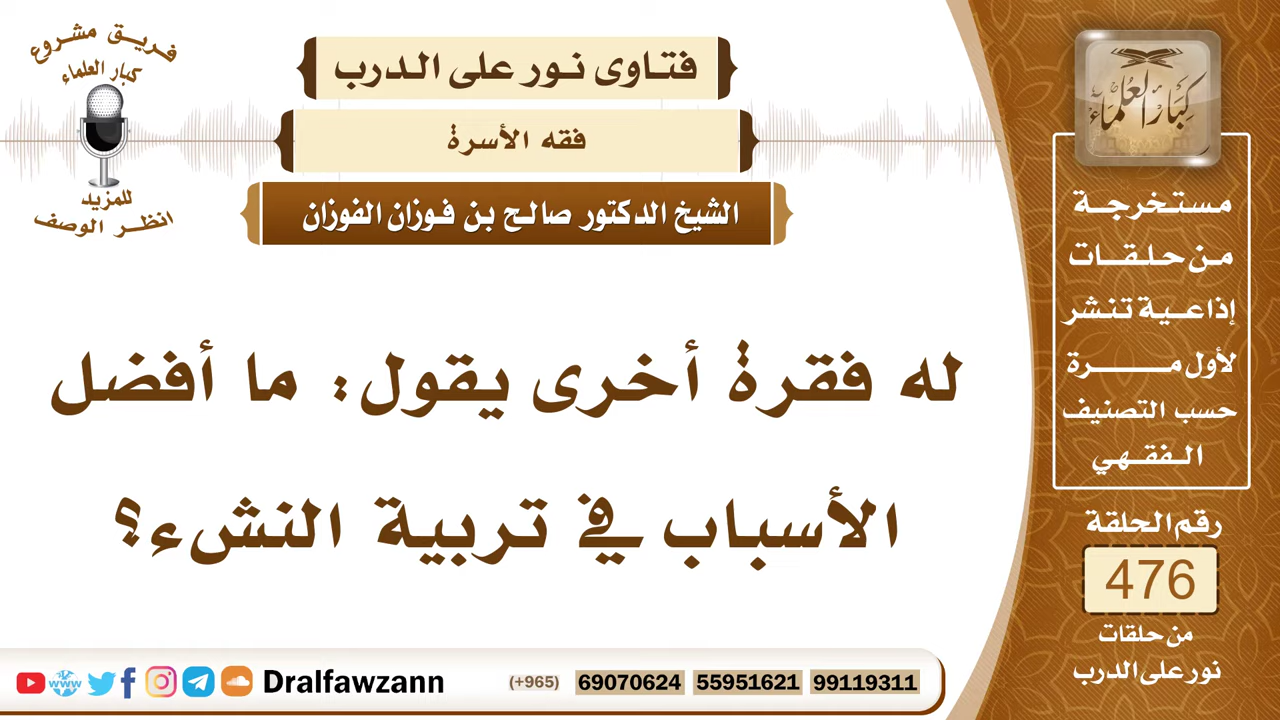 فريق مشروع
كبار العلماء
للمزيد
انظر الوصف
فتاوى نور على الدرب
فقه الأسرة
الشيخ الدكتور صالح بن فوزان الفوزان
له فقرة أخرى يقول: ما أفضل
الأسباب في تربية النشء؟
كبار العلماء
مستخرجة
من حلقات
إذاعية تنشر
لأول مرة
حسب التصنيف
الفقهي
رقم الحلقة
476
من حلقات
نور على الدرب
www
Dralfawzann
(+965) 69070624 55951621 99119311